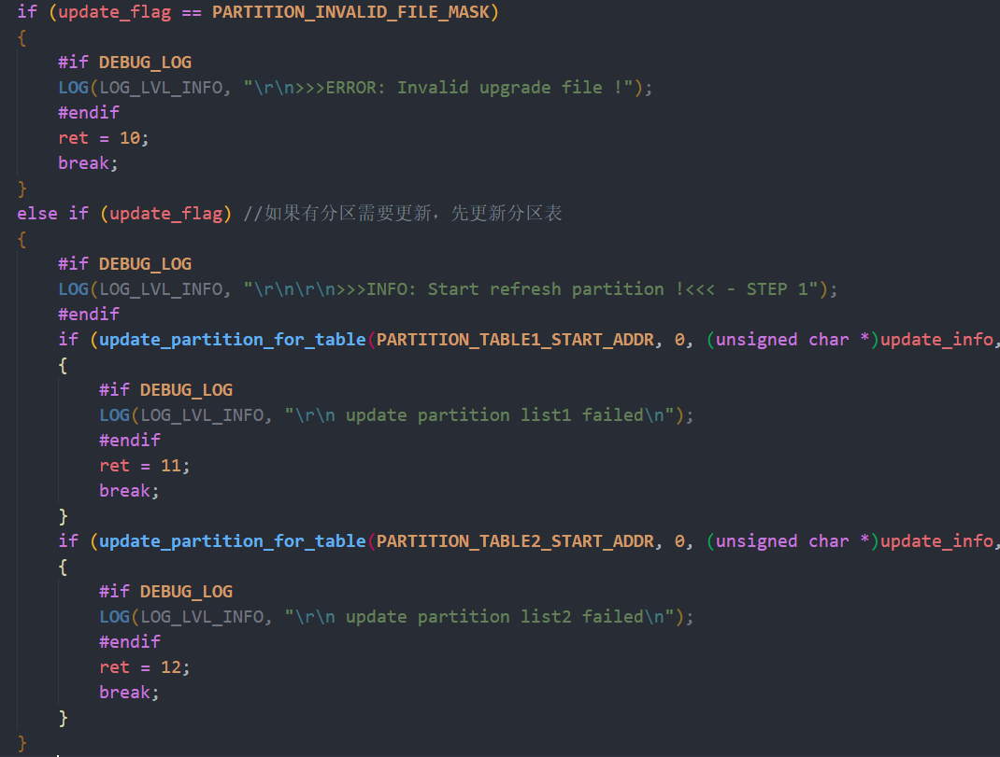 if (update_flag == PARTITION_INVALID_FILE_MASK)
{
#if DEBUG_LOG
LOG(LOG_LVL_INFO, "\r\n>>>ERROR: Invalid upgrade file !");
#endif
ret = 10;
break;
}
else if (update_flag) //如果有分区需要更新，先更新分区表
{
#if DEBUG_LOG
LOG(LOG_LVL_INFO, "\r\n\r\n>>>INFO: Start refresh partition !<<< - STEP 1");
#endif
if (update_partition_for_table(PARTITION_TABLE1_START_ADDR, 0, (unsigned char *)update_info,
{
#if DEBUG_LOG
LOG(LOG_LVL_INFO, "\r\n update partition list1 failed\n");
#endif
ret = 11;
break;
}
if (update_partition_for_table(PARTITION_TABLE2_START_ADDR, 0, (unsigned char *)update_info,
{
#if DEBUG_LOG
LOG(LOG_LVL_INFO, "\r\n update partition list2 failed\n");
#endif
ret = 12;
break;
}
}